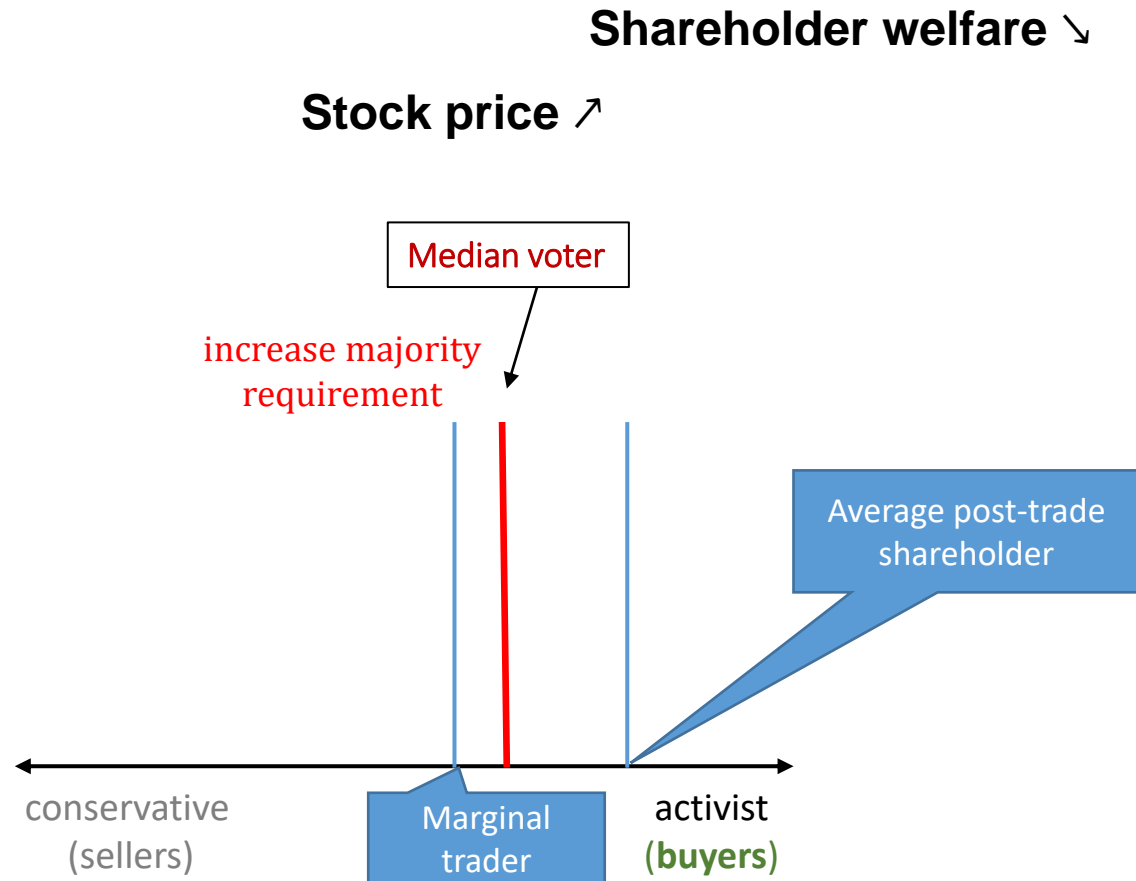 Shareholder welfare ↘
Stock price ↗
Median voter
increase majority
requirement
Average post-trade
shareholder
conservative
(sellers)
Marginal
trader
activist
(buyers)